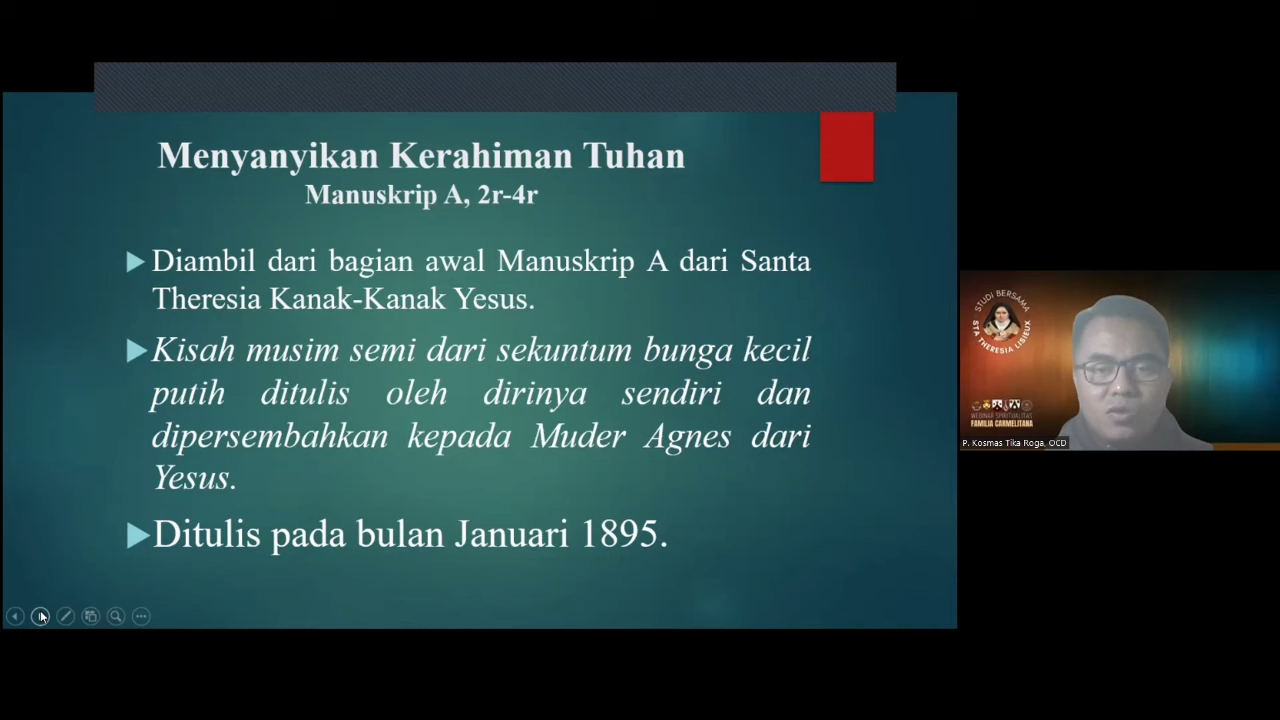 Menyanyikan Kerahiman Tuhan
Manuskrip A, 2r-4r
Diambil dari bagian awal Manuskrip A dari Santa
Theresia Kanak-Kanak Yesus.
Kisah musim semi dari sekuntum bunga kecil
putih ditulis oleh dirinya sendiri dan
dipersembahkan kepada Muder Agnes dari
Yesus.
Ditulis pada bulan Januari 1895.
STUDI BERSAMA
STA THERESIA LISIEUX
WEBINAR SPIRITUALITAS
FAMILIA CARMELITANA
P. Kosmas Tika Roga, OCD